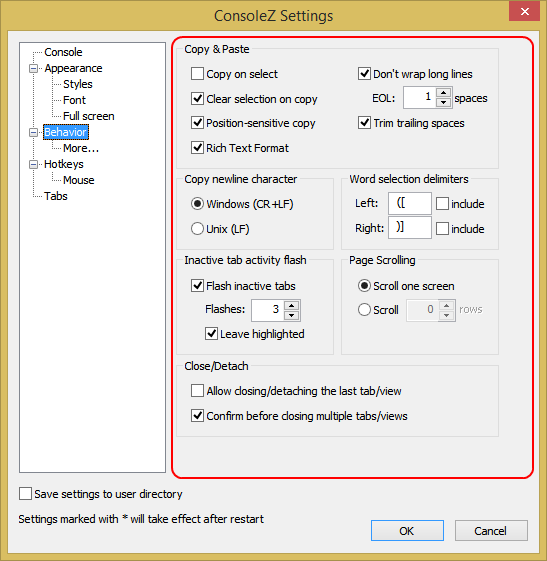 ConsoleZ Settings
Console
Appearance
Styles
Font
Full screen
Behavior
More...
Hotkeys
Mouse
Tabs
Copy & Paste
Copy on select
Don't wrap long lines
Clear selection on copy
EOL: 1 spaces
Position-sensitive copy
Trim trailing spaces
Rich Text Format
Copy newline character
Windows (CR+LF)
Unix (LF)
Word selection delimiters
Left: ([ include
Right: )] include
Inactive tab activity flash
Flash inactive tabs
Flashes: 3
Leave highlighted
Page Scrolling
Scroll one screen
Scroll 0 rows
Close/Detach
Allow closing/detaching the last tab/view
Confirm before closing multiple tabs/views
Save settings to user directory
Settings marked with * will take effect after restart
OK
Cancel